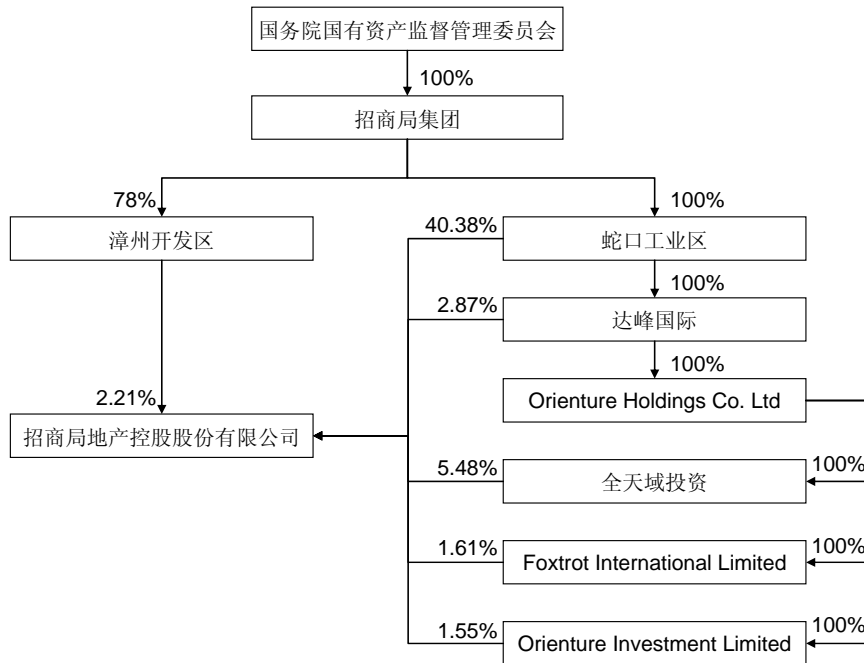 国务院国有资产监督管理委员会
100%
招商局集团
78%
100%
漳州开发区
40.38%
蛇口工业区
100%
2.87%
达峰国际
100%
2.21%
Orienture Holdings Co. Ltd
招商局地产控股股份有限公司
5.48%
全天域投资
100%
1.61%
Foxtrot International Limited
100%
1.55%
Orienture Investment Limited
100%